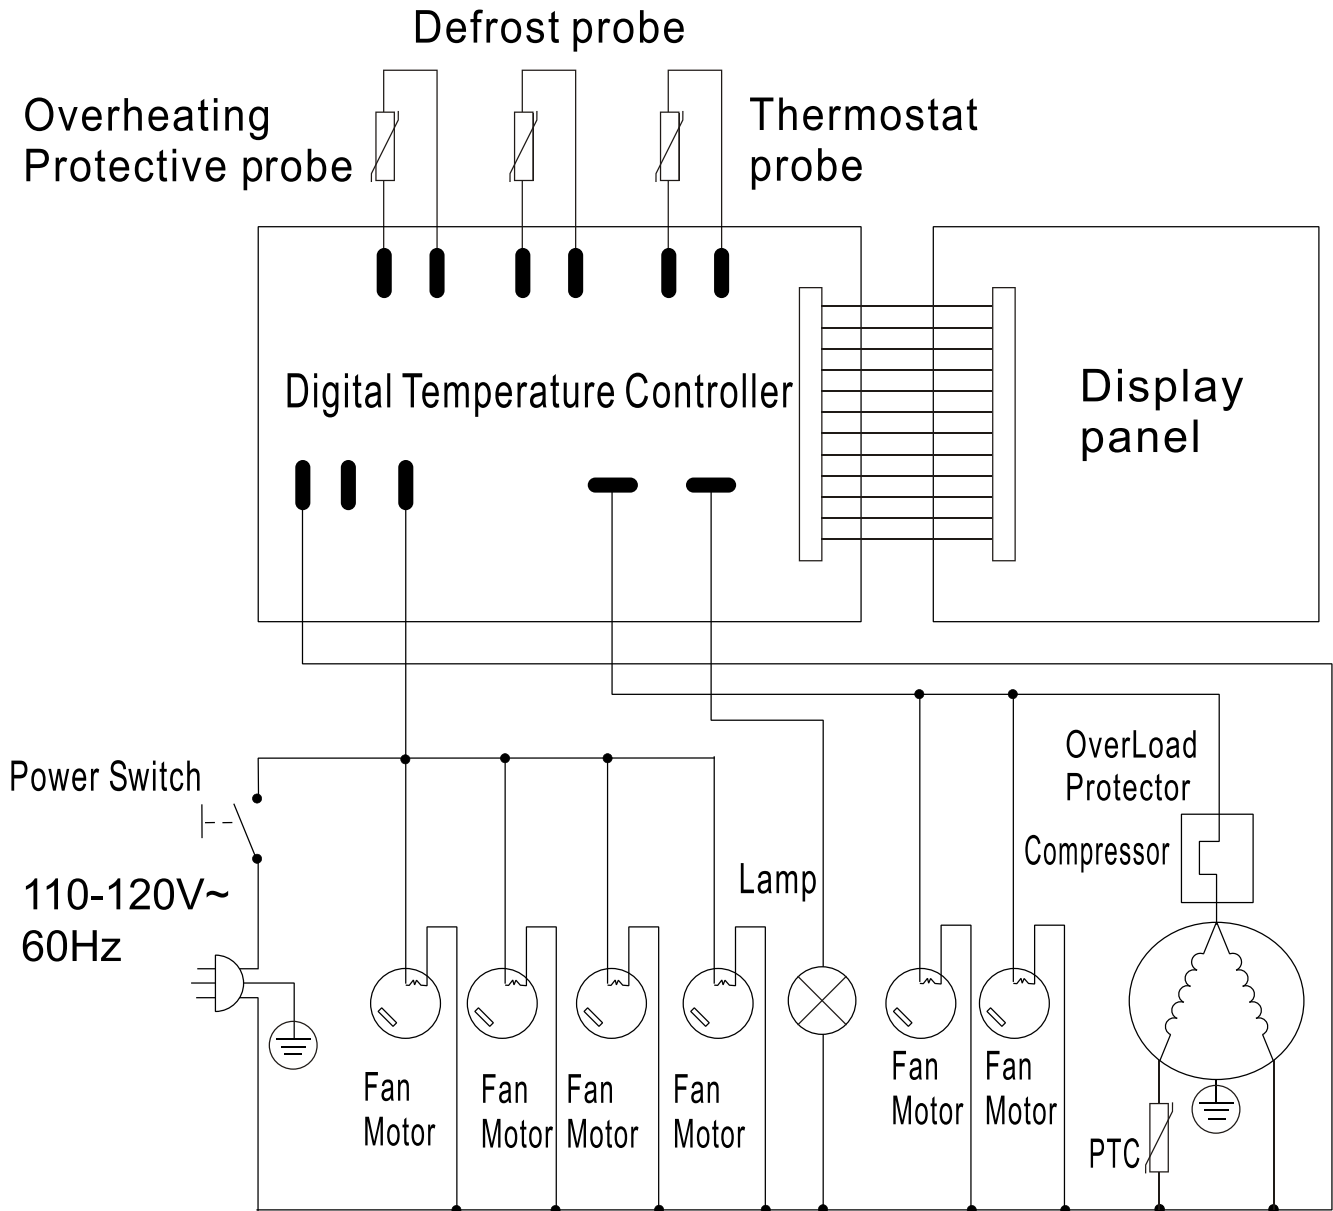 Defrost probe
Overheating
Protective probe
Thermostat
probe
Digital Temperature Controller
Display
panel
Power Switch
110-120V~
60Hz
OverLoad
Protector
Compressor
Lamp
Fan
Motor
Fan
Motor
Fan
Motor
Fan
Motor
Fan
Motor
Fan
Motor
PTC